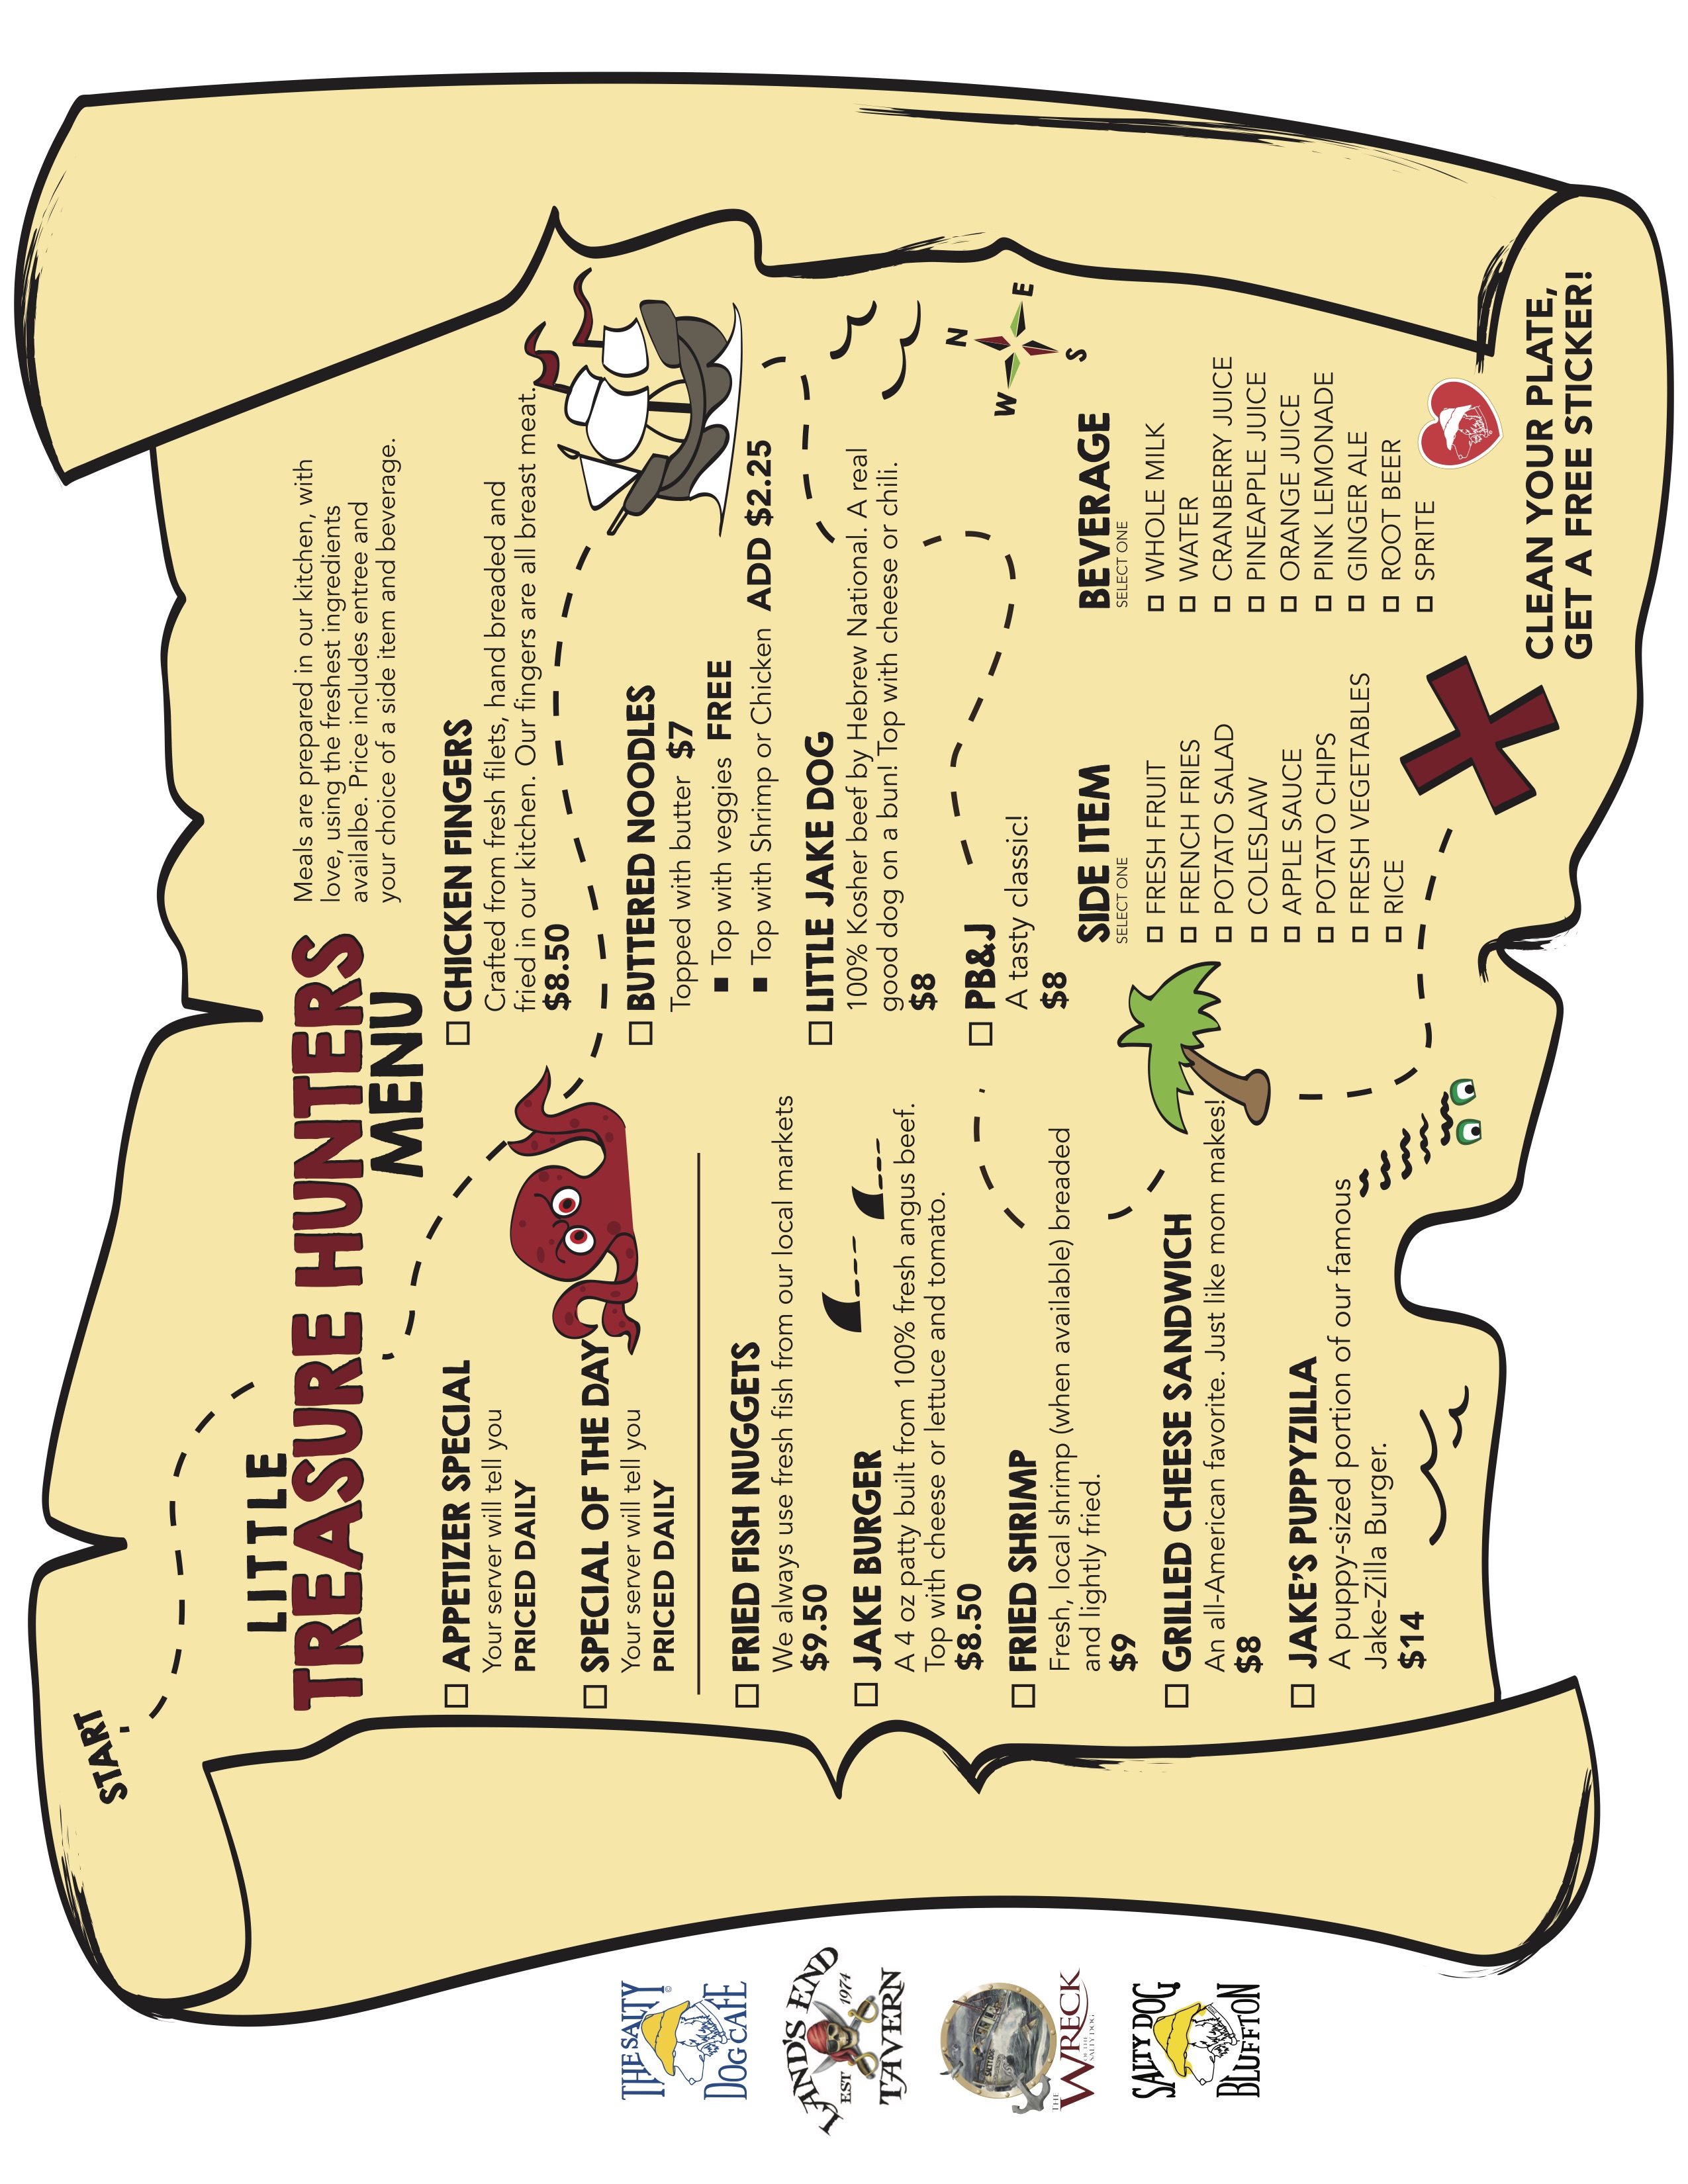 START
LITTLE
TREASURE HUNTERS
MENU
Meals are prepared in our kitchen, with
love, using the freshest ingredients
availalbe. Price includes entree and
your choice of a side item and beverage.
APPETIZER SPECIAL
Your server will tell you
PRICED DAILY
SPECIAL OF THE DAY
Your server will tell you
PRICED DAILY
FRIED FISH NUGGETS
We always use fresh fish from our local markets
$9.50
JAKE BURGER
A 4 oz patty built from 100% fresh angus beef.
Top with cheese or lettuce and tomato.
$8.50
FRIED SHRIMP
Fresh, local shrimp (when available) breaded
and lightly fried.
$9
GRILLED CHEESE SANDWICH
An all-American favorite. Just like mom makes!
$8
JAKE'S PUPPYZILLA
A puppy-sized portion of our famous
Jake-Zilla Burger.
$14
CHICKEN FINGERS
Crafted from fresh filets, hand breaded and
fried in our kitchen. Our fingers are all breast meat.
$8.50
BUTTERED NOODLES
Topped with butter $7
▪ Top with veggies FREE
▪ Top with Shrimp or Chicken ADD $2.25
LITTLE JAKE DOG
100% Kosher beef by Hebrew National. A real
good dog on a bun! Top with cheese or chili.
$8
PB&J
A tasty classic!
$8
N
W
E
S
SIDE ITEM
SELECT ONE
FRESH FRUIT
FRENCH FRIES
POTATO SALAD
COLESLAW
APPLE SAUCE
POTATO CHIPS
FRESH VEGETABLES
RICE
BEVERAGE
SELECT ONE
WHOLE MILK
WATER
CRANBERRY JUICE
PINEAPPLE JUICE
ORANGE JUICE
PINK LEMONADE
GINGER ALE
ROOT BEER
SPRITE
CLEAN YOUR PLATE,
GET A FREE STICKER!
THE SALTY
DOG CAFE
LAND'S END
EST 1974
TAVERN
THE WRECK
OF THE SALTY DOG
SALTY DOG
BLUFFTON